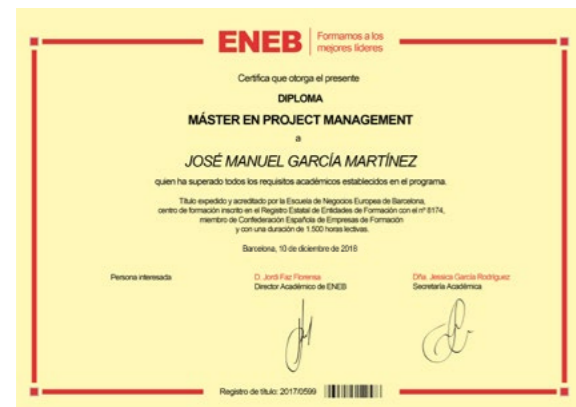 ENEB
Formamos a los
mejores líderes
Certifica que otorga el presente
DIPLOMA
MÁSTER EN PROJECT MANAGEMENT
a
JOSÉ MANUEL GARCÍA MARTÍNEZ
quien ha superado todos los requisitos académicos establecidos en el programa.
Título expedido y acreditado por la Escuela de Negocios Europea de Barcelona,
centro de formación inscrito en el Registro Estatal de Entidades de Formación con el nº 8174,
miembro de Confederación Española de Empresas de Formación
y con una duración de 1.500 horas lectivas.
Barcelona, 10 de diciembre de 2018
Persona interesada
D. Jordi Faz Florensa
Director Académico de ENEB
Dña. Jessica García Rodríguez
Secretaría Académica
Registro de título: 2017/0599